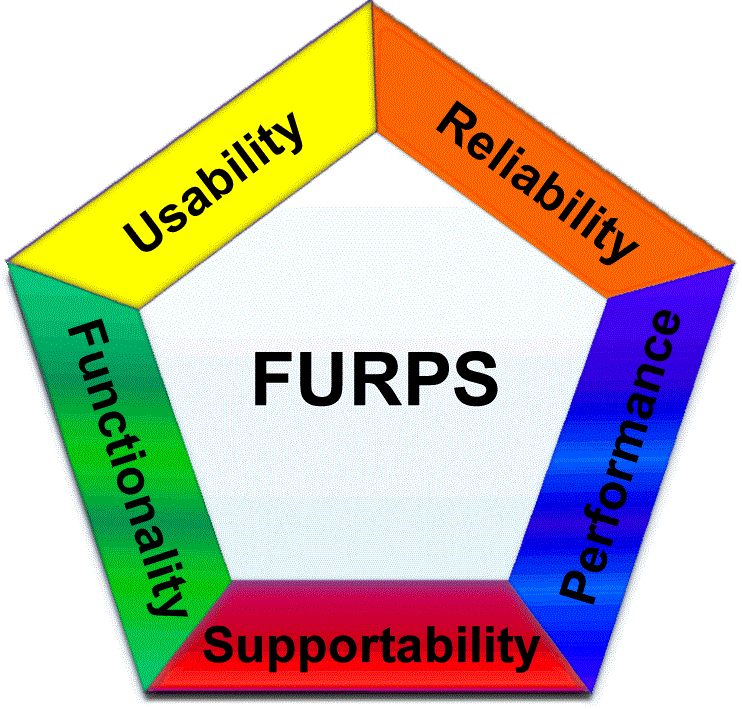 Usability
Reliability
Functionality
FURPS
Performance
Supportability